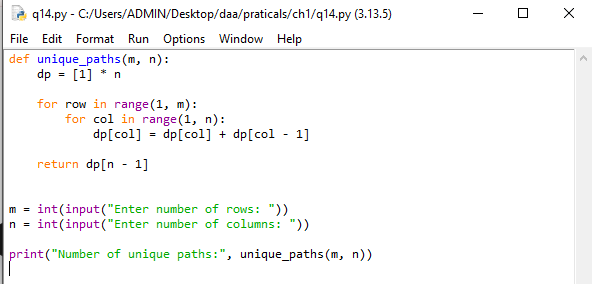 q14.py - C:/Users/ADMIN/Desktop/daa/praticals/ch1/q14.py (3.13.5)
File Edit Format Run Options Window Help
def unique_paths(m, n):
    dp = [1] * n

    for row in range(1, m):
        for col in range(1, n):
            dp[col] = dp[col] + dp[col - 1]

    return dp[n - 1]


m = int(input("Enter number of rows: "))
n = int(input("Enter number of columns: "))

print("Number of unique paths:", unique_paths(m, n))